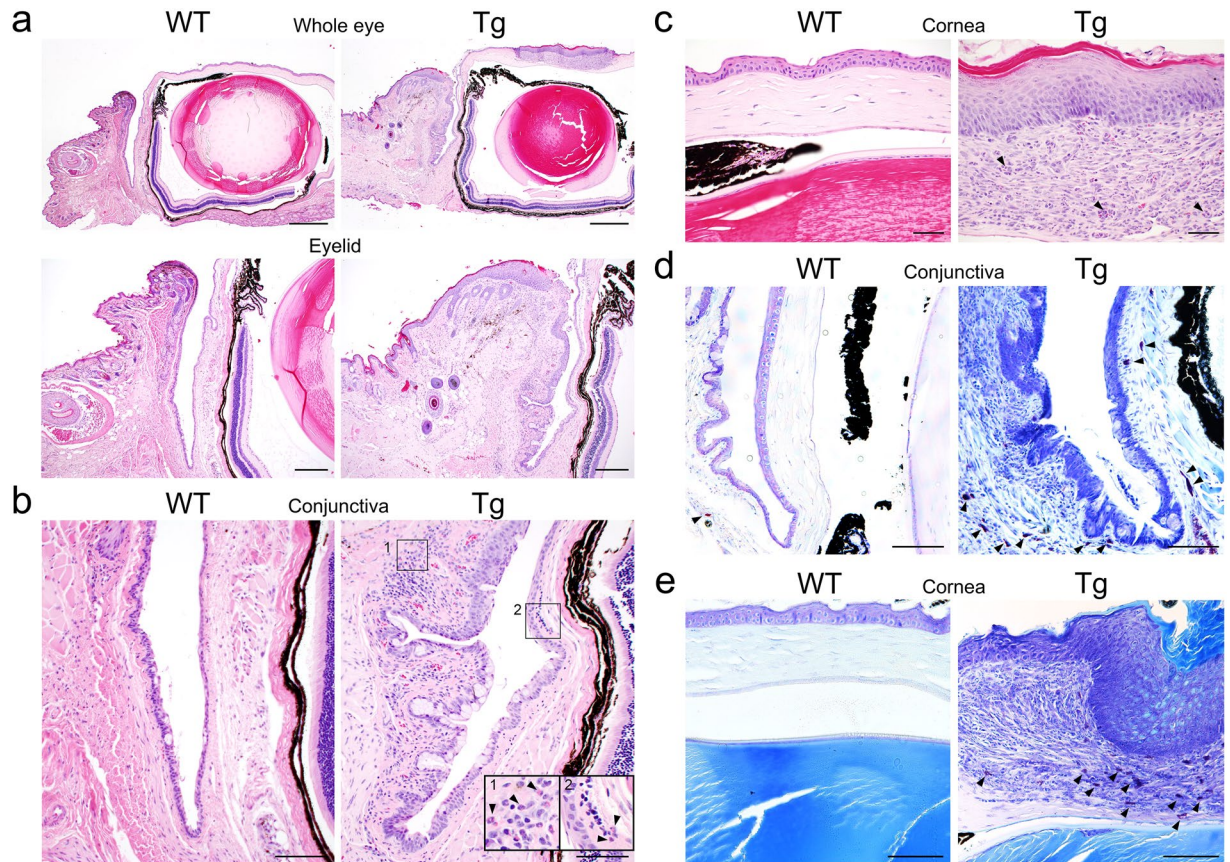 a
WT
Whole eye
Tg
Eyelid
b
WT
Conjunctiva
Tg
1
2
1
2
c
WT
Cornea
Tg
d
WT
Conjunctiva
Tg
e
WT
Cornea
Tg